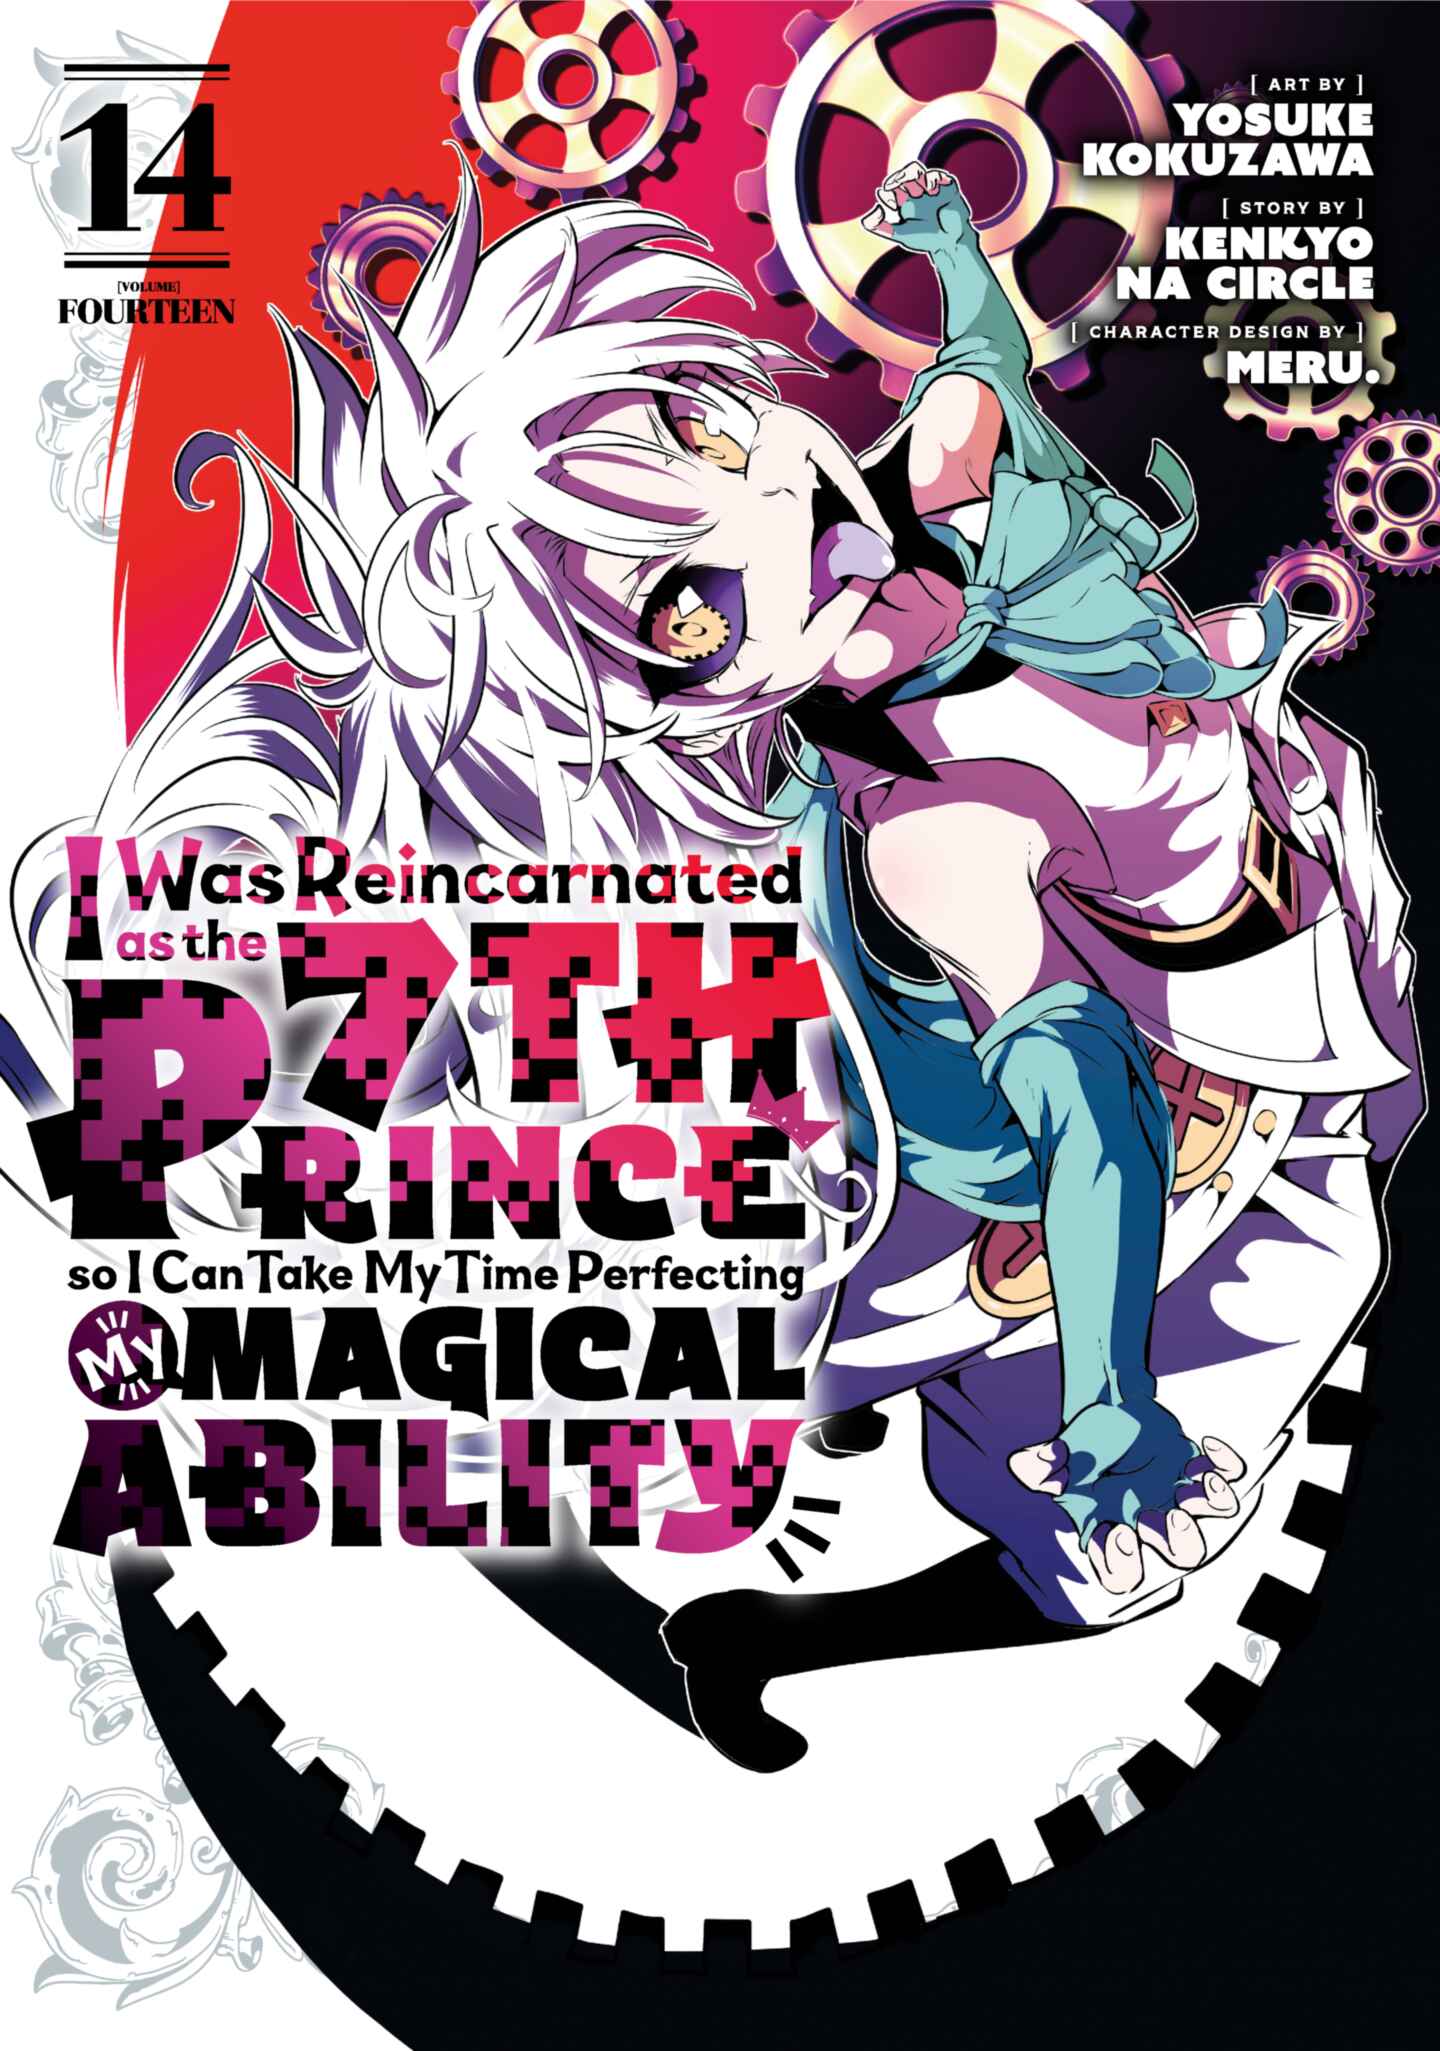 14
[VOLUME]
FOURTEEN
[ ART BY ]
YOSUKE
KOKUZAWA
[ STORY BY ]
KENKYO
NA CIRCLE
[ CHARACTER DESIGN BY ]
MERU.
I Was Reincarnated
as the 7TH
PRINCE
so I Can Take My Time Perfecting
My MAGICAL
ABILITY